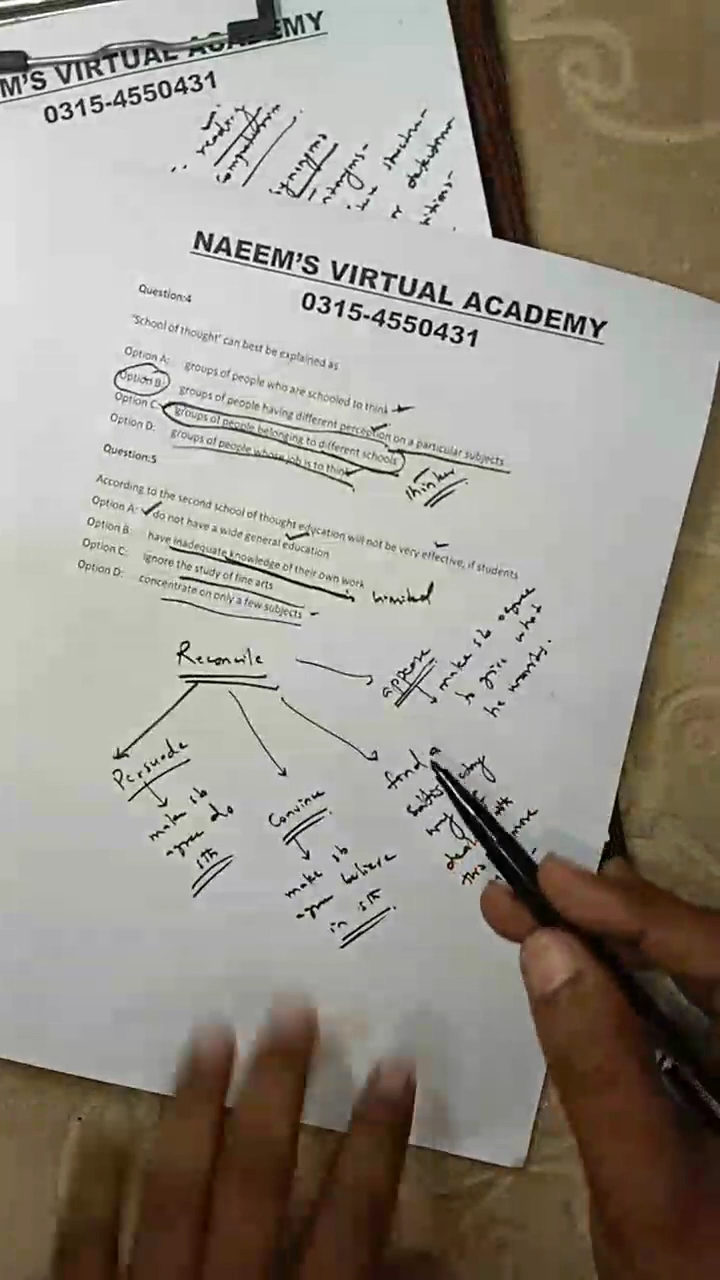 M'S VIRTUAL ACADEMY
0315-4550431
reading
synonyms
NAEEM'S VIRTUAL ACADEMY
0315-4550431
Question:4
"School of thought" can best be explained as
Option A: groups of people who are schooled to think
Option B: groups of people having different perception on a particular subjects
Option C: groups of people belonging to different schools
Option D: groups of people whose job is to think
thinker
Question:5
According to the second school of thought education will not be very effective, if students
Option A: do not have a wide general education
Option B: have inadequate knowledge of their own work
limited
Option C: ignore the study of fine arts
Option D: concentrate on only a few subjects
Reconcile
appease
make sb agree
to give what
he wants.
Persuade
make sb
agree do
sth
Convince
make sb
agree
in sth
find a